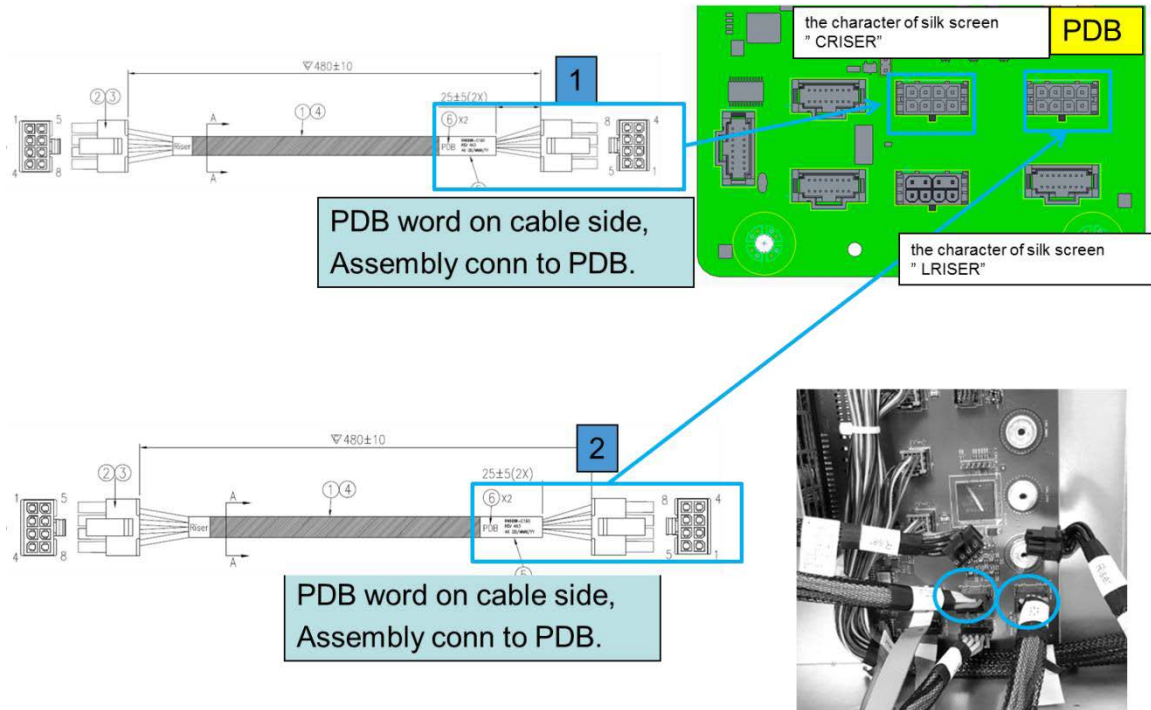 the character of silk screen
" CRISER"
PDB
▽480±10
1
25±5(2X)
②③
①④
⑥X2
A
1
5
Riser
PDB
8
4
4
8
A
5
1
PDB word on cable side,
Assembly conn to PDB.
the character of silk screen
" LRISER"
▽480±10
2
25±5(2X)
②③
①④
⑥X2
A
1
5
Riser
PDB
8
4
4
8
A
5
1
PDB word on cable side,
Assembly conn to PDB.
Riser